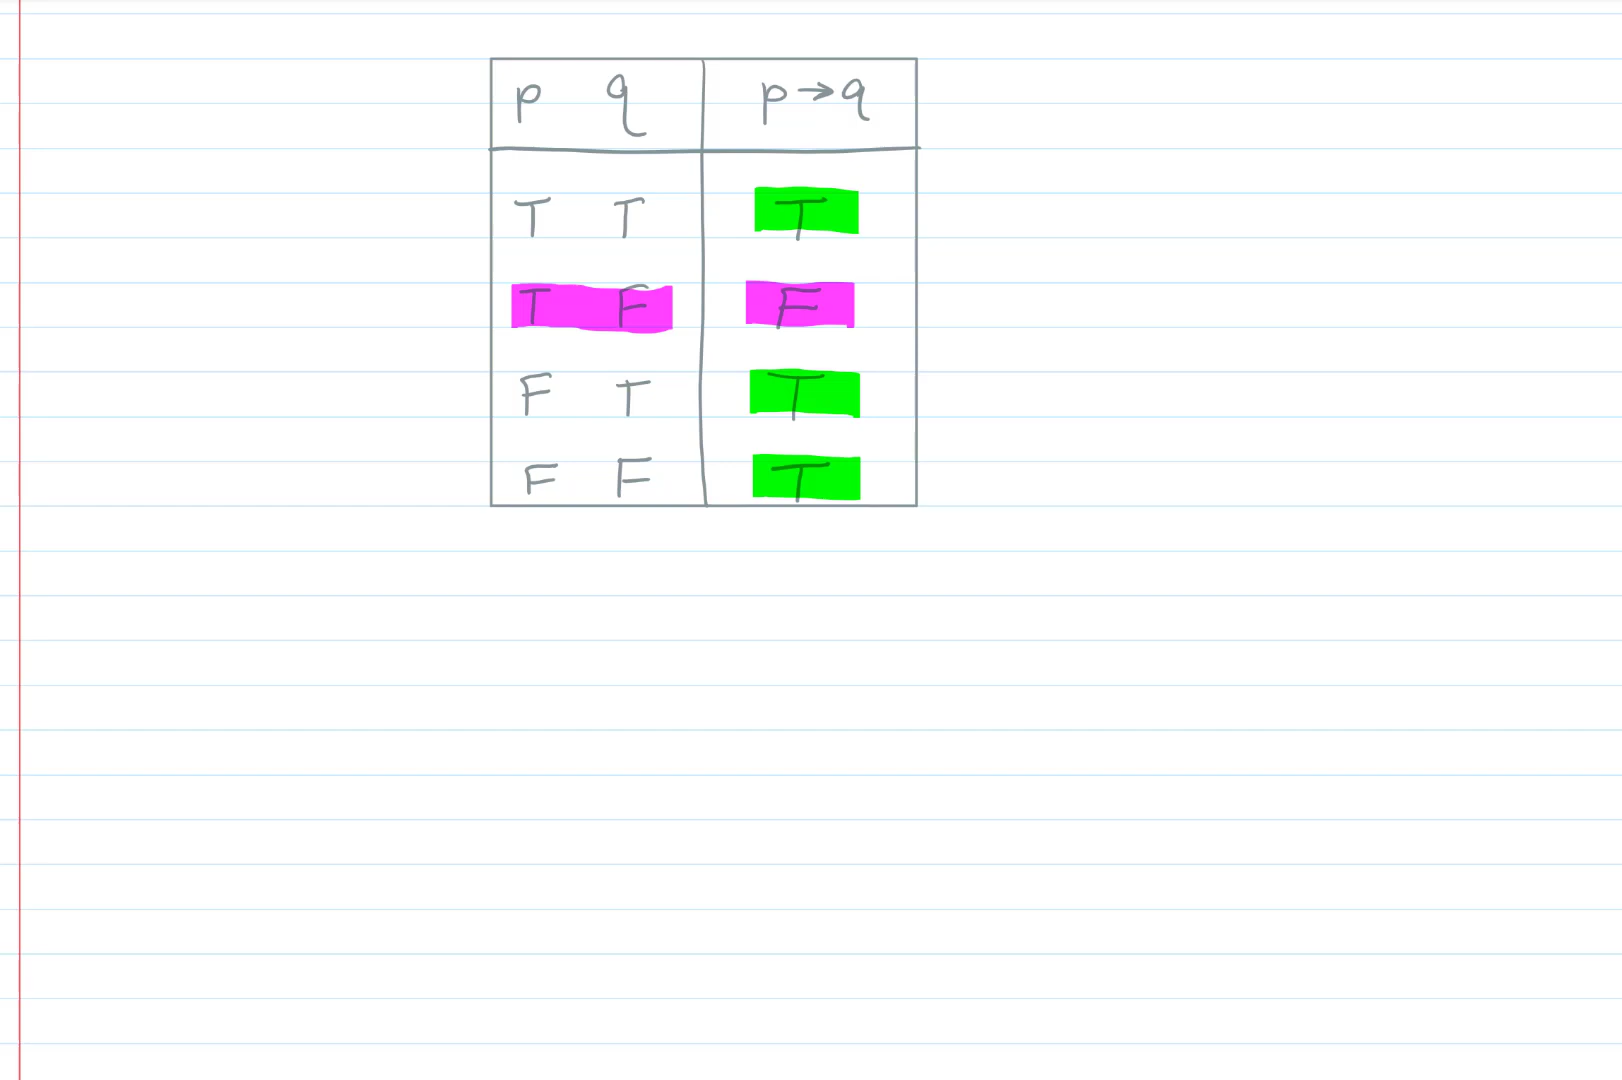 p q p→q
T T T
T F F
F T T
F F T